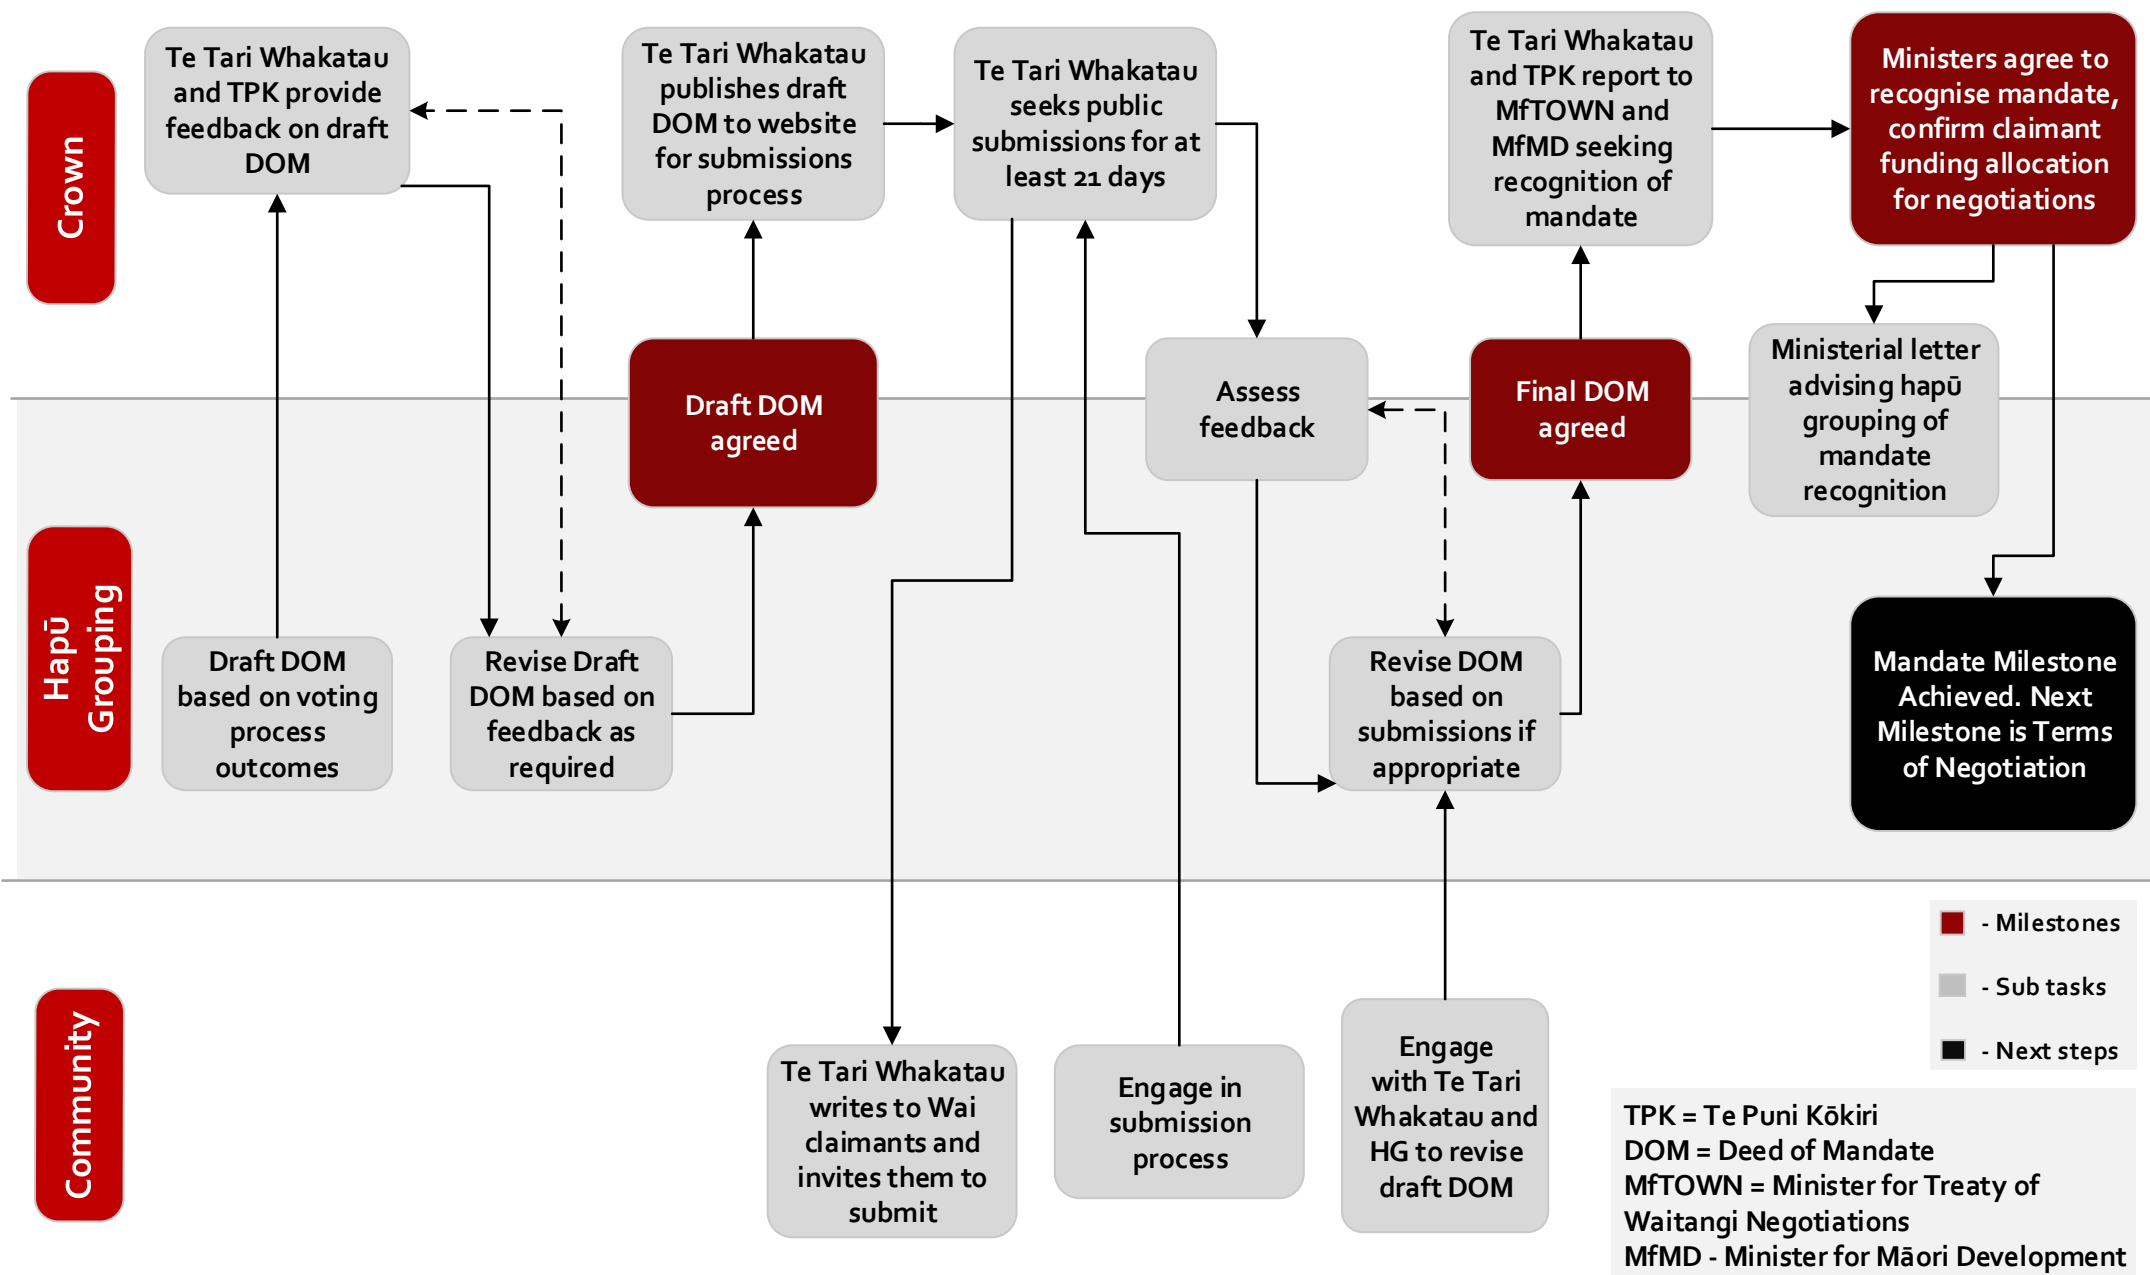 Crown
Te Tari Whakatau
and TPK provide
feedback on draft
DOM
Te Tari Whakatau
publishes draft
DOM to website
for submissions
process
Te Tari Whakatau
seeks public
submissions for at
least 21 days
Te Tari Whakatau
and TPK report to
MfTOWN and
MfMD seeking
recognition of
mandate
Ministers agree to
recognise mandate,
confirm claimant
funding allocation
for negotiations
Draft DOM
agreed
Assess
feedback
Final DOM
agreed
Ministerial letter
advising hapū
grouping of
mandate
recognition
Hapū
Grouping
Draft DOM
based on voting
process
outcomes
Revise Draft
DOM based on
feedback as
required
Revise DOM
based on
submissions if
appropriate
Mandate Milestone
Achieved. Next
Milestone is Terms
of Negotiation
Community
Te Tari Whakatau
writes to Wai
claimants and
invites them to
submit
Engage in
submission
process
Engage
with Te Tari
Whakatau and
HG to revise
draft DOM
- Milestones
- Sub tasks
- Next steps
TPK = Te Puni Kōkiri
DOM = Deed of Mandate
MfTOWN = Minister for Treaty of
Waitangi Negotiations
MfMD - Minister for Māori Development